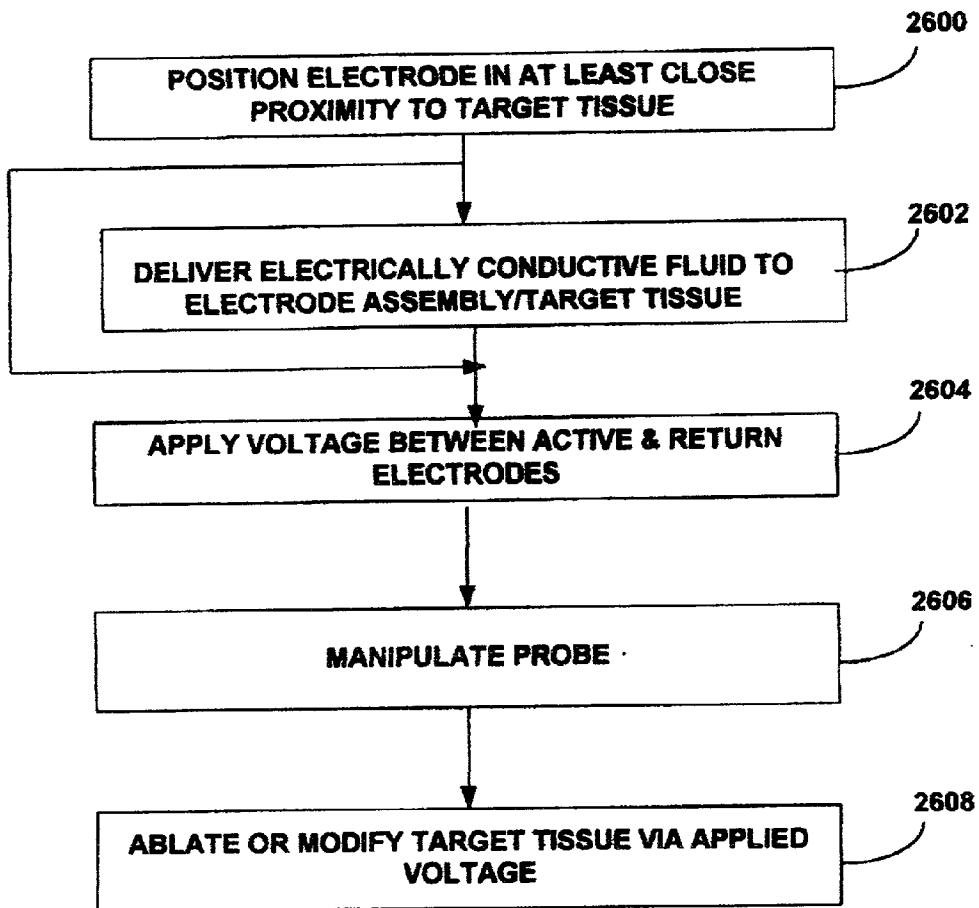 2600
POSITION ELECTRODE IN AT LEAST CLOSE
PROXIMITY TO TARGET TISSUE
2602
DELIVER ELECTRICALLY CONDUCTIVE FLUID TO
ELECTRODE ASSEMBLY/TARGET TISSUE
2604
APPLY VOLTAGE BETWEEN ACTIVE & RETURN
ELECTRODES
2606
MANIPULATE PROBE
2608
ABLATE OR MODIFY TARGET TISSUE VIA APPLIED
VOLTAGE